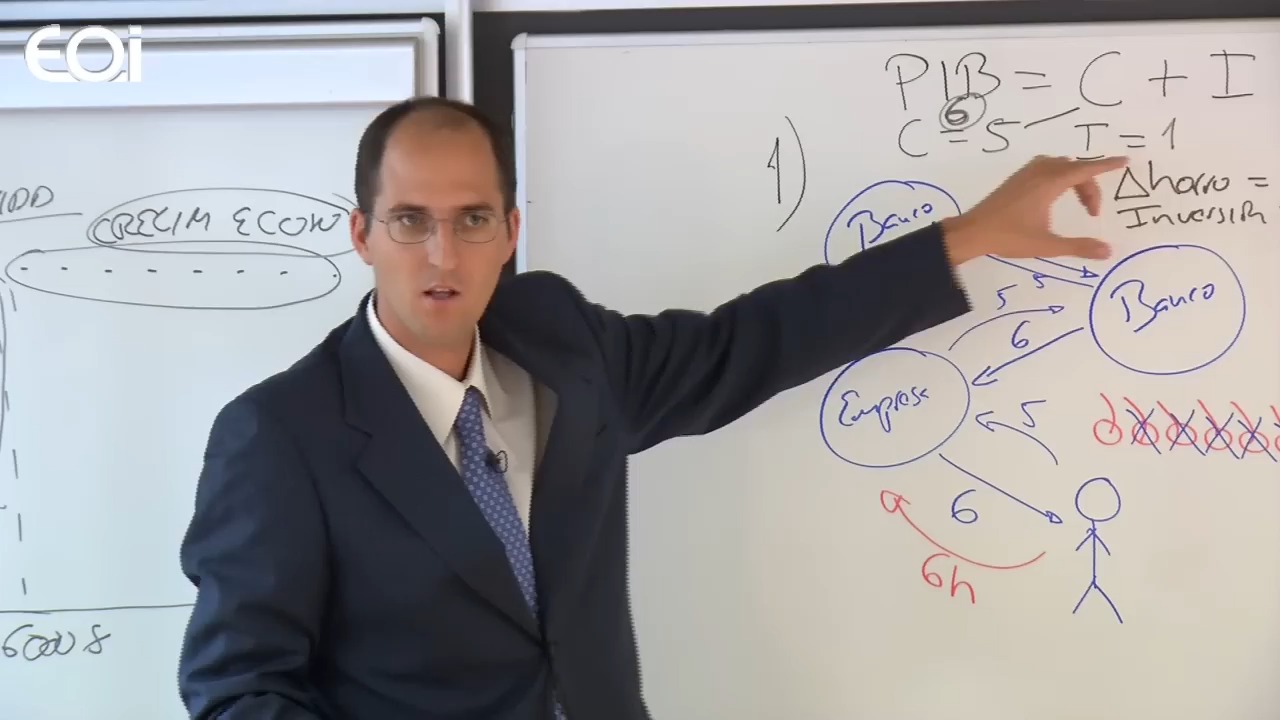 EOI
CRECIM ECON
PIB = C + I
6
C = 5 I = 1
1)
Δhorro =
Inversión
Banco
5
5
Banco
6
Empresa
5
6
6h